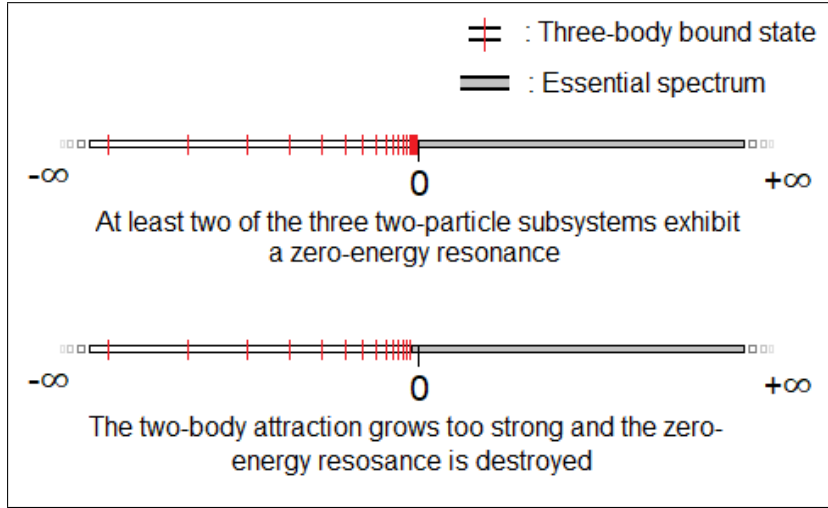 : Three-body bound state
: Essential spectrum
-∞ 0 +∞
At least two of the three two-particle subsystems exhibit
a zero-energy resonance
-∞ 0 +∞
The two-body attraction grows too strong and the zero-
energy resosance is destroyed